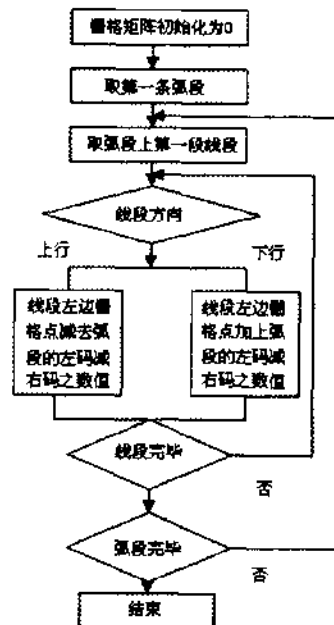 栅格矩阵初始化为0
取第一条弧段
取弧段上第一段线段
线段方向
上行
下行
线段左边栅
格点减去弧
段的左码减
右码之数值
线段左边栅
格点加上弧
段的左码减
右码之数值
线段完毕
否
弧段完毕
否
结束